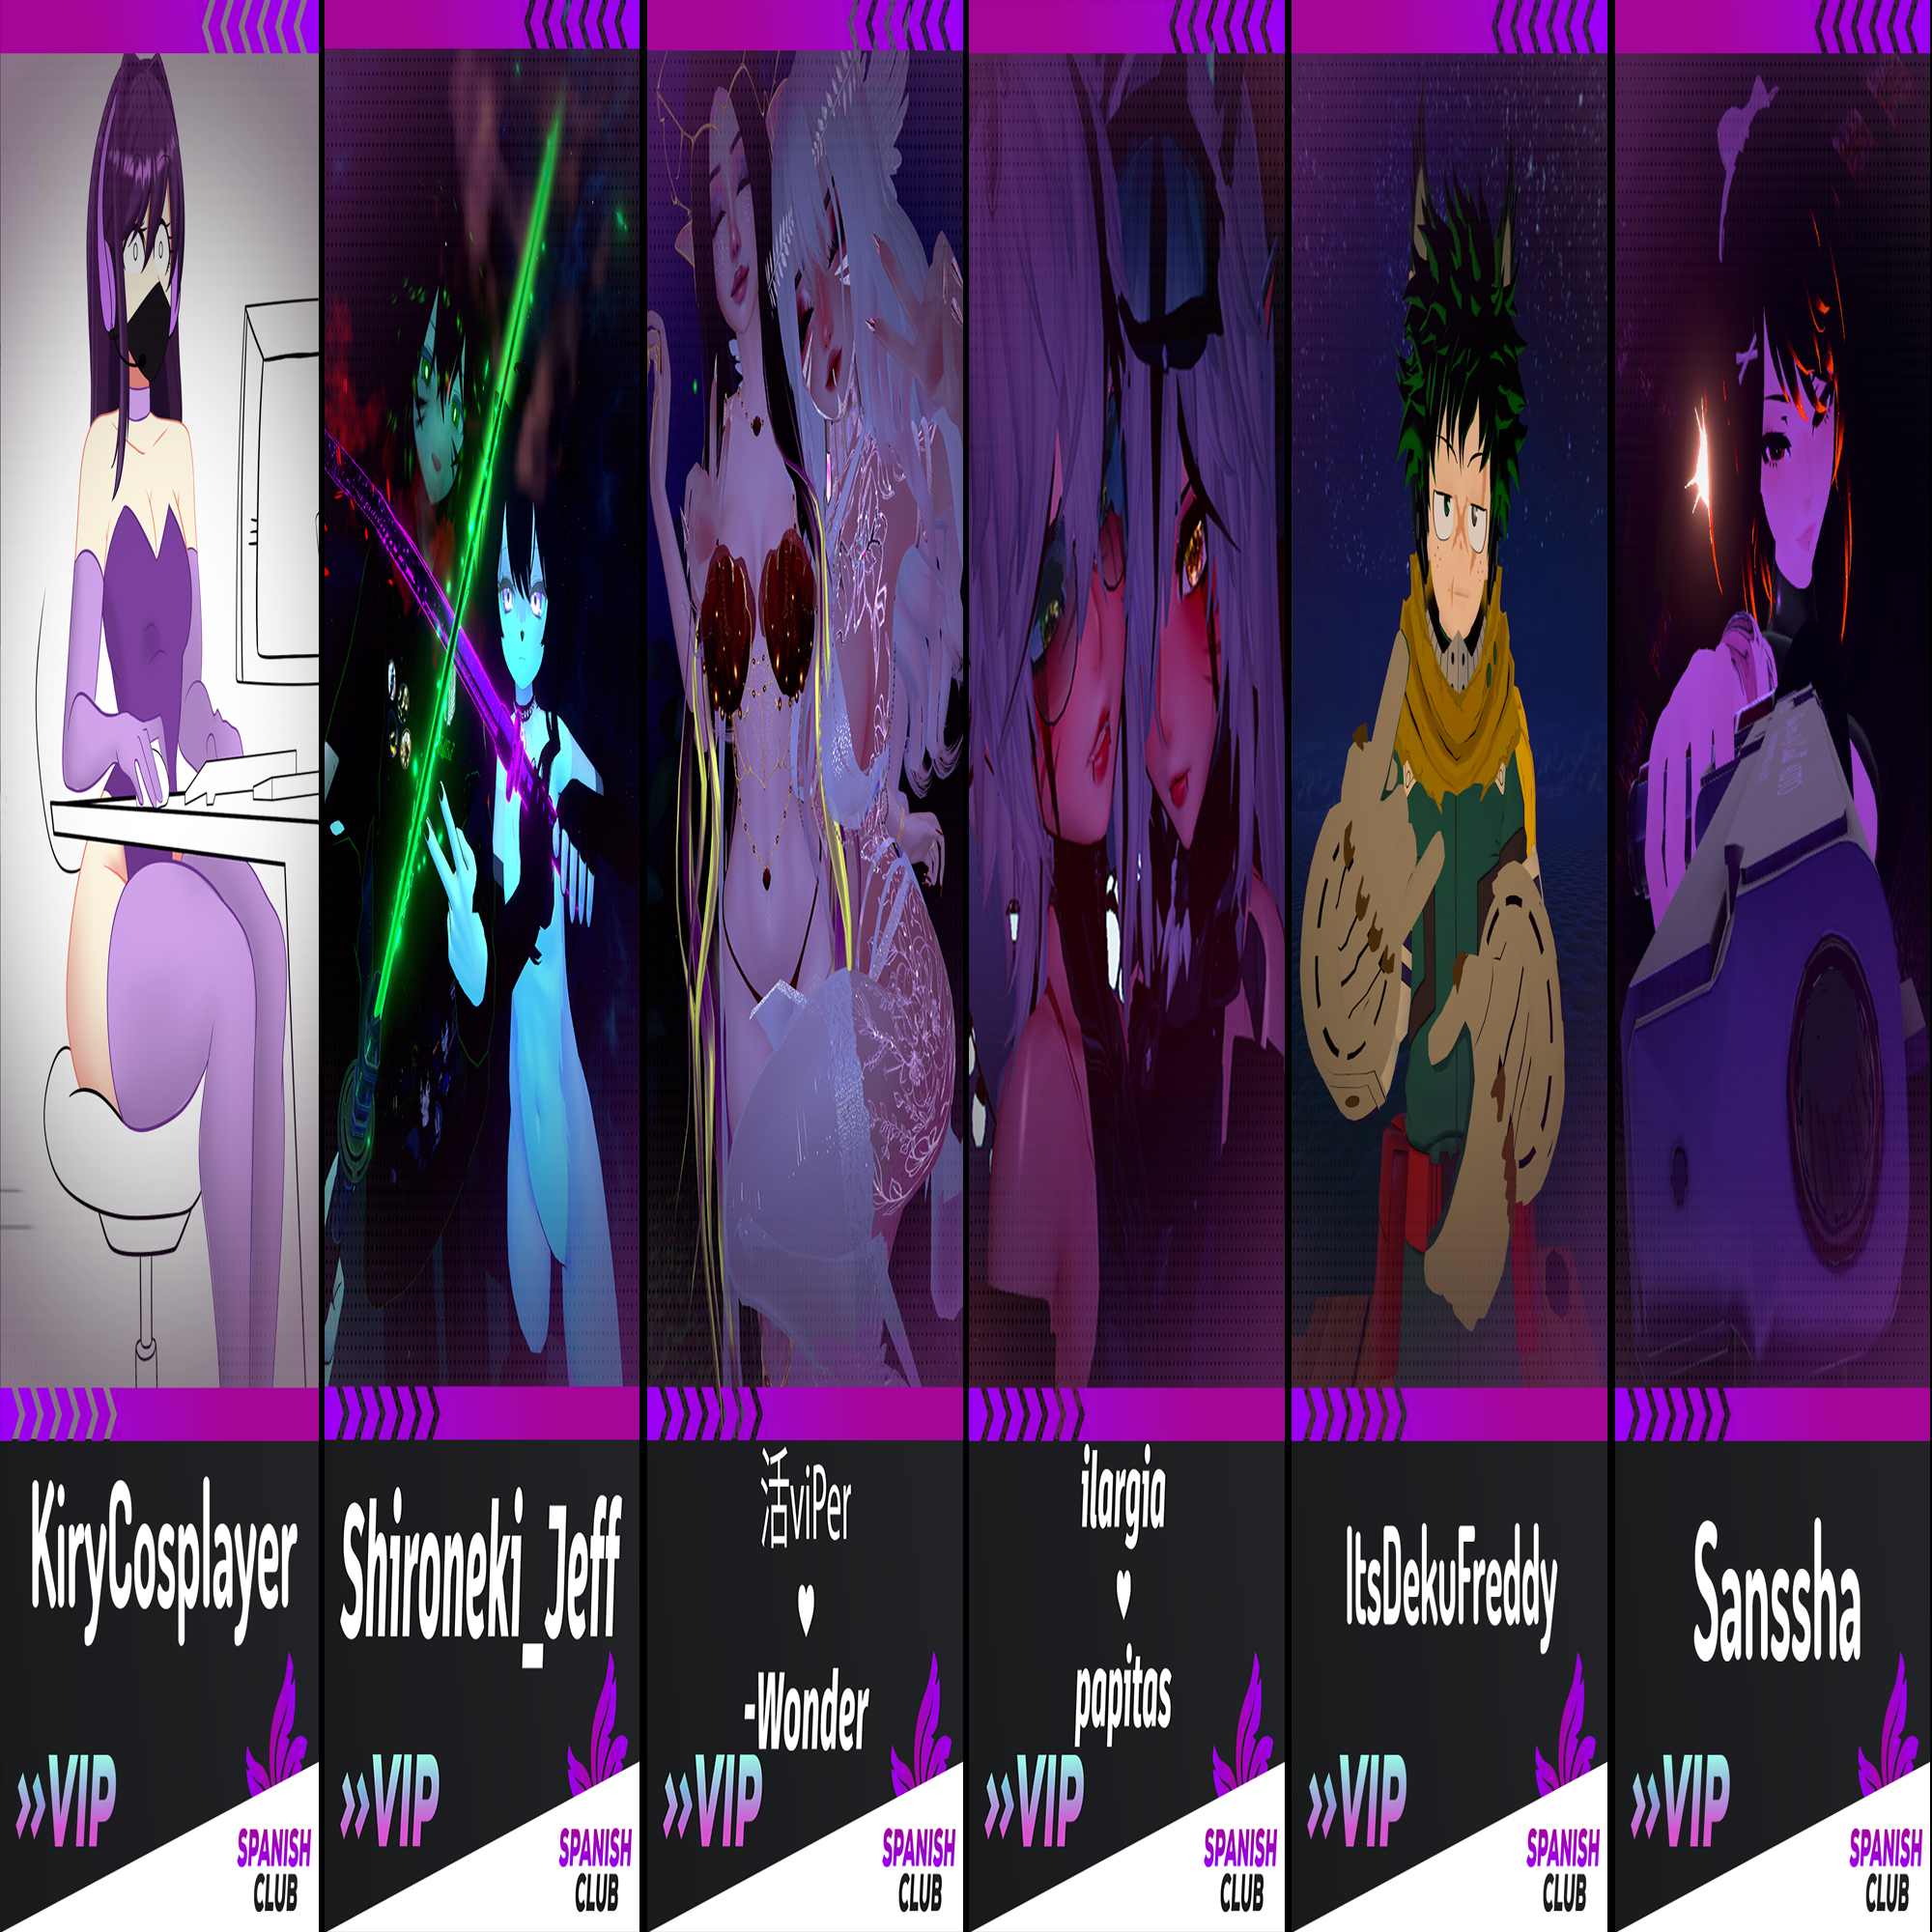 KiryCosplayer
»VIP
SPANISH
CLUB
Shironeki_Jeff
»VIP
SPANISH
CLUB
活viPer
♥
-Wonder
»VIP
SPANISH
CLUB
ilargia
♥
papitas
»VIP
SPANISH
CLUB
ItsDekuFreddy
»VIP
SPANISH
CLUB
Sanssha
»VIP
SPANISH
CLUB